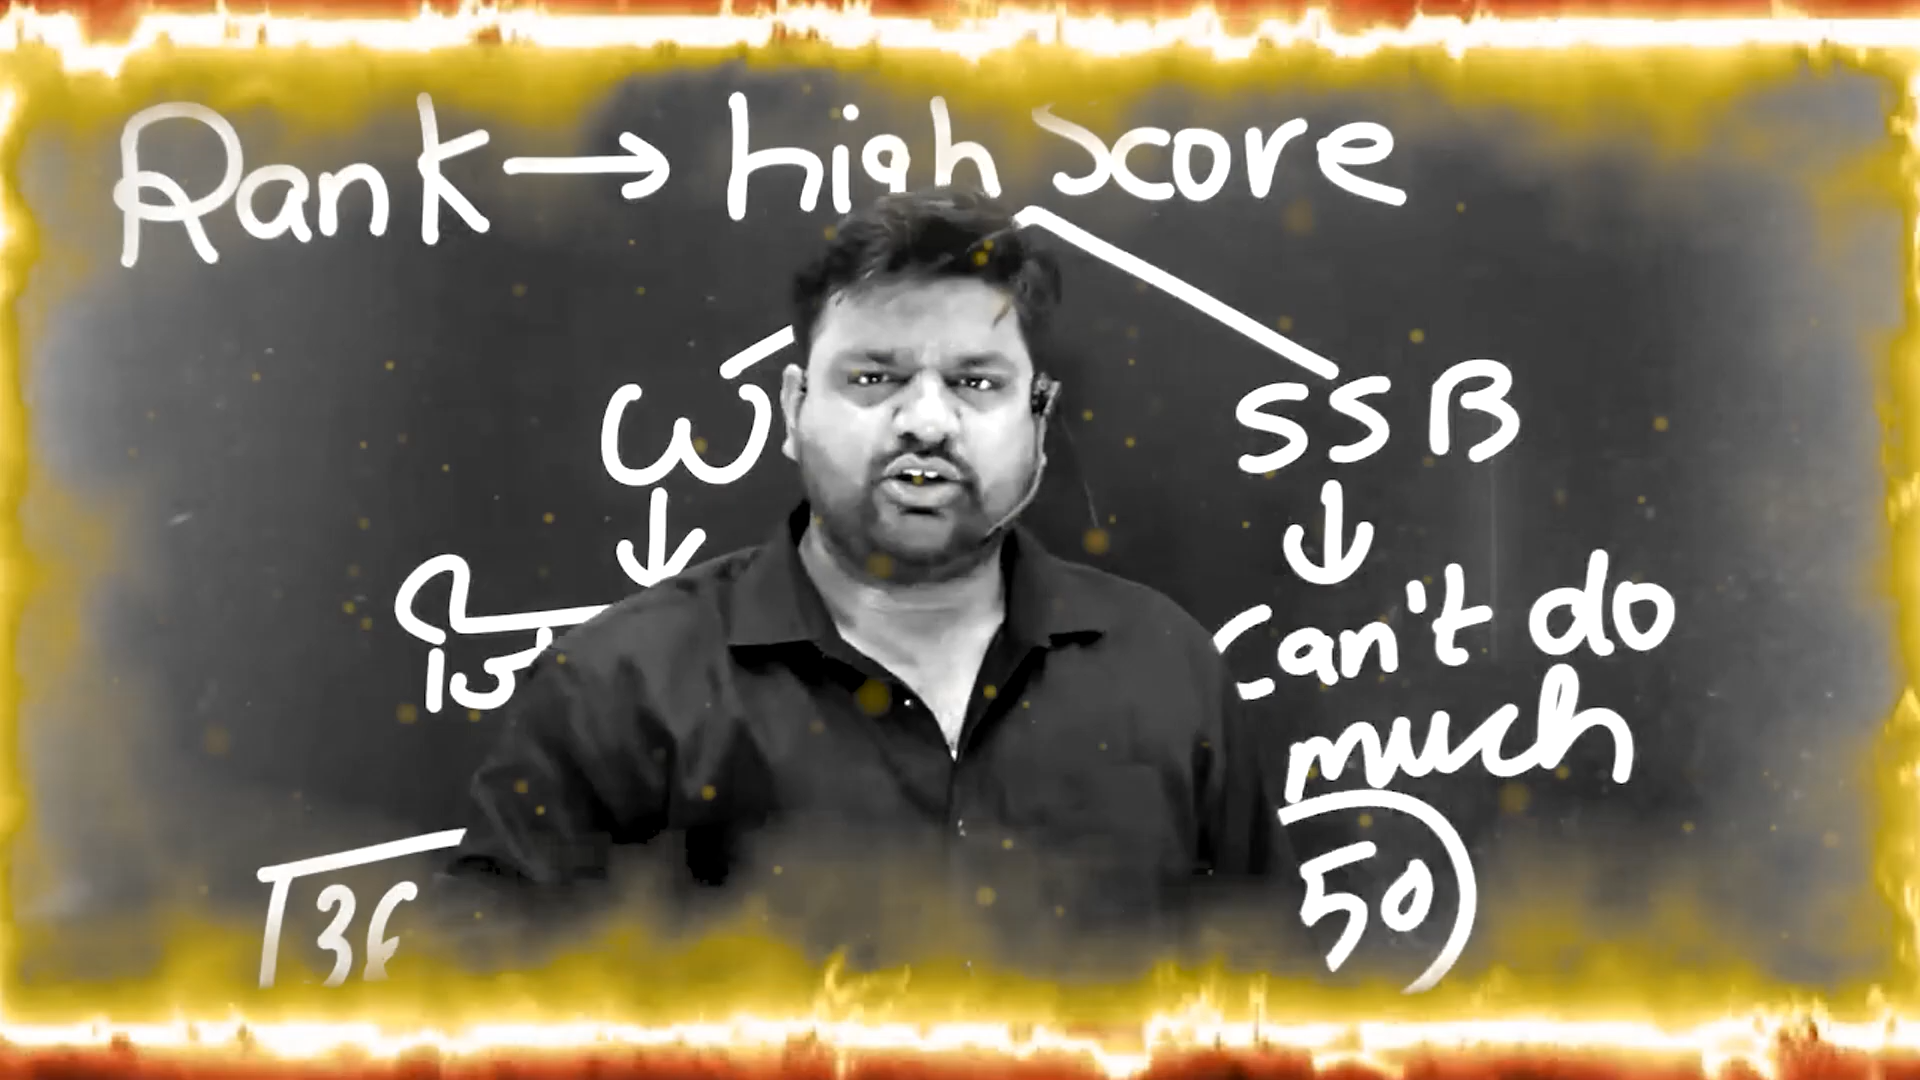 Rank → high Score
W
SSB
↓
↓
Can't do
much
50